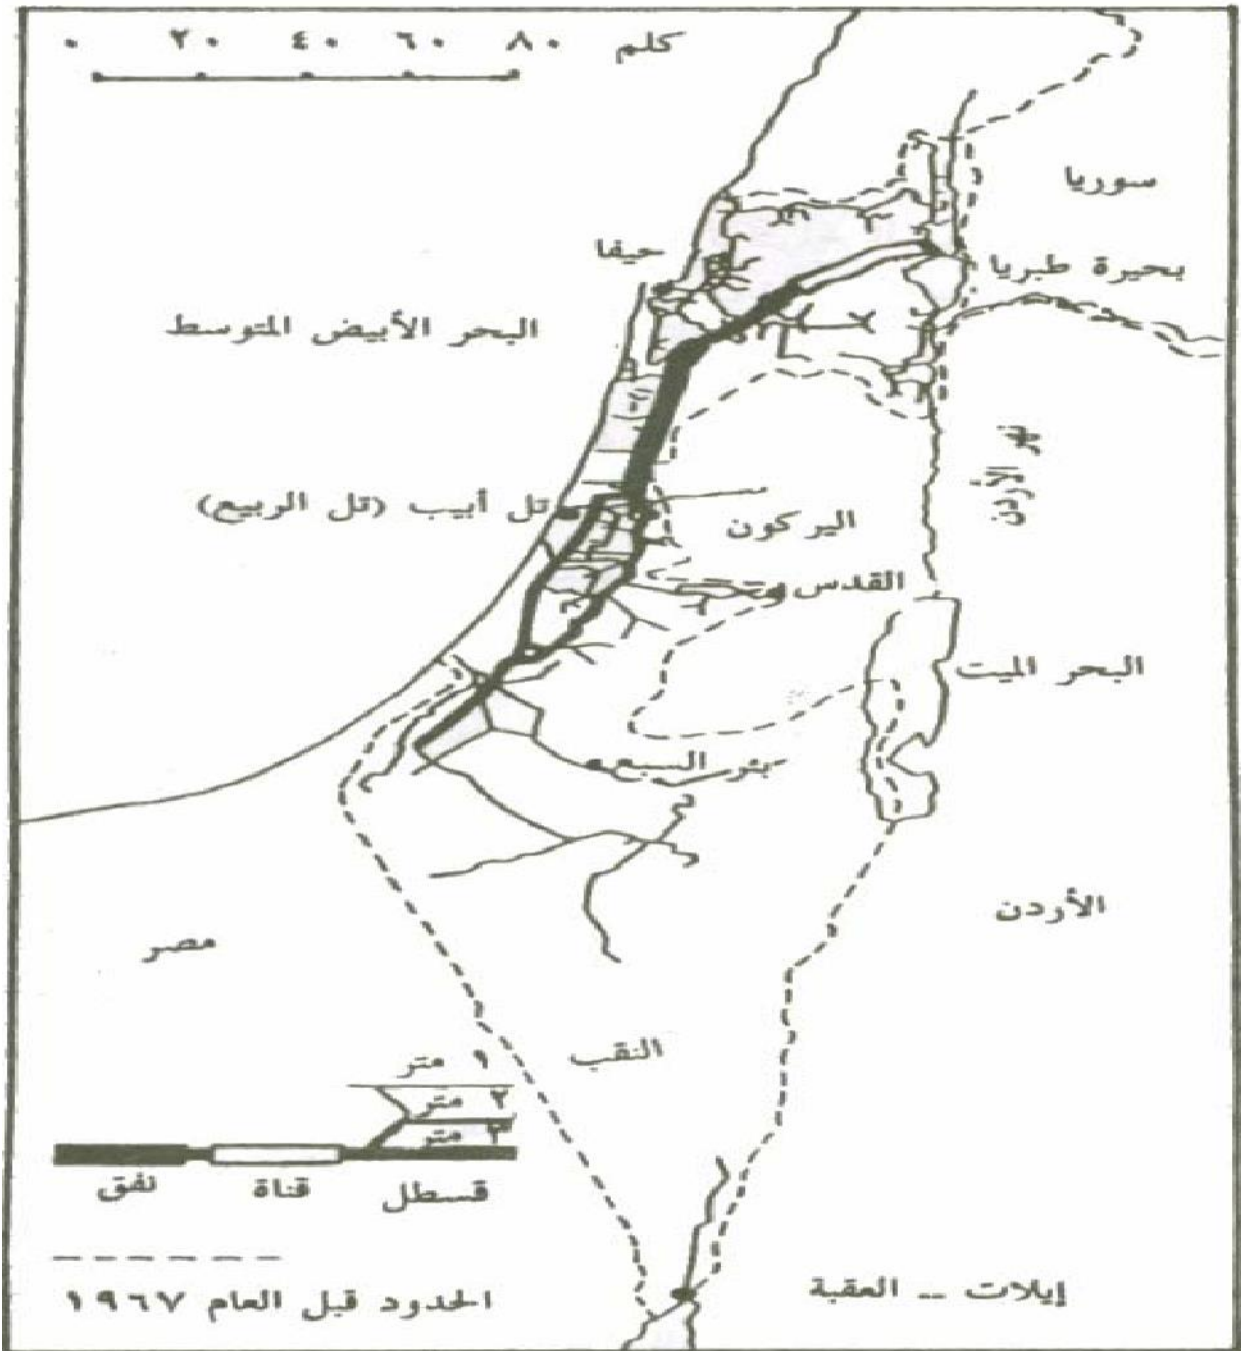 ٠ ٢٠ ٤٠ ٦٠ ٨٠ كلم
سوريا
حيفا
بحيرة طبريا
البحر الأبيض المتوسط
نهر الأردن
تل أبيب (تل الربيع)
اليركون
القدس
البحر الميت
بئر السبع
الأردن
مصر
النقب
١ متر
٢ متر
٣ متر
نفق قناة قسطل
الحدود قبل العام ١٩٦٧
إيلات -- العقبة